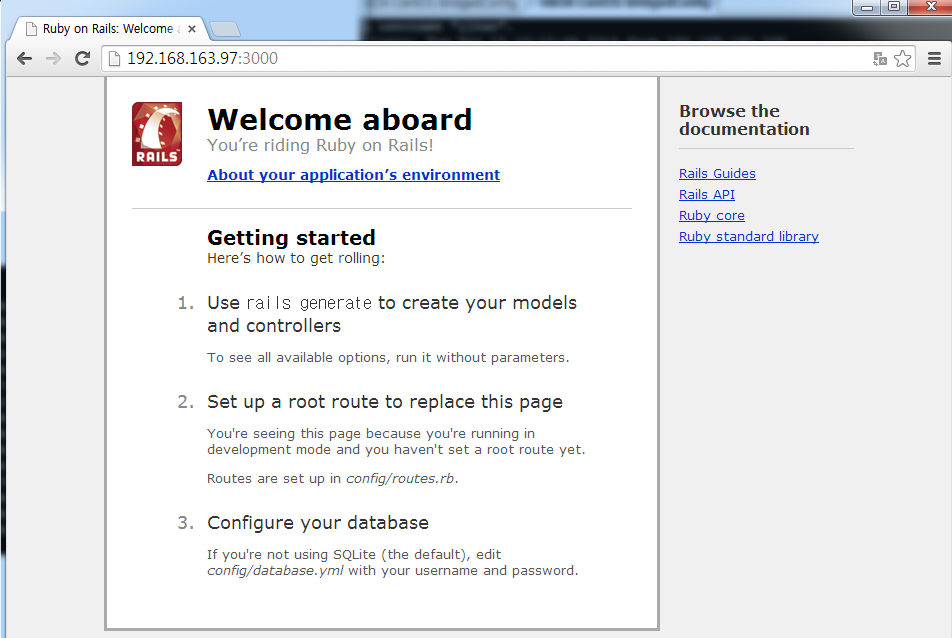 Ruby on Rails: Welcome
192.168.163.97:3000
RAILS
Welcome aboard
You’re riding Ruby on Rails!
About your application’s environment
Getting started
Here’s how to get rolling:
1. Use rails generate to create your models
and controllers
To see all available options, run it without parameters.
2. Set up a root route to replace this page
You're seeing this page because you're running in
development mode and you haven't set a root route yet.
Routes are set up in config/routes.rb.
3. Configure your database
If you're not using SQLite (the default), edit
config/database.yml with your username and password.
Browse the
documentation
Rails Guides
Rails API
Ruby core
Ruby standard library